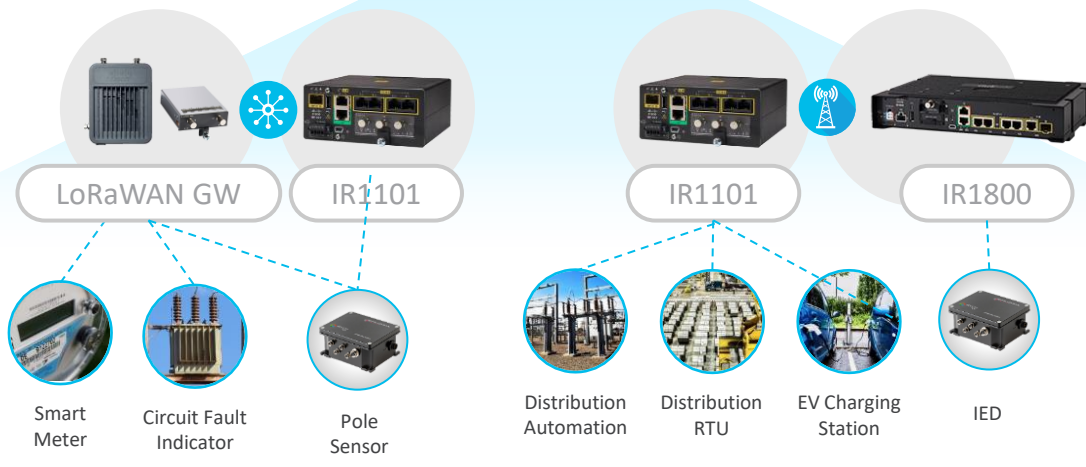 LoRaWAN GW
IR1101
IR1101
IR1800
Smart
Meter
Circuit Fault
Indicator
Pole
Sensor
Distribution
Automation
Distribution
RTU
EV Charging
Station
IED